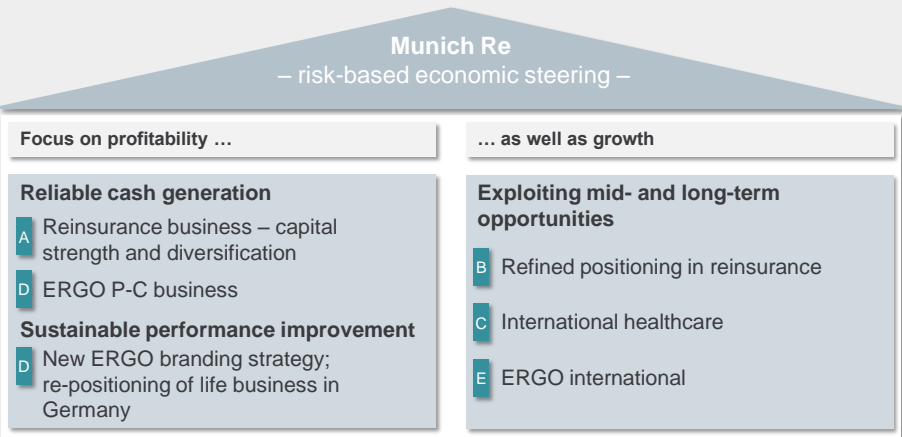 Munich Re
– risk-based economic steering –
Focus on profitability …
Reliable cash generation
A
Reinsurance business – capital
strength and diversification
D
ERGO P-C business
Sustainable performance improvement
D
New ERGO branding strategy;
re-positioning of life business in
Germany
… as well as growth
Exploiting mid- and long-term
opportunities
B
Refined positioning in reinsurance
C
International healthcare
E
ERGO international